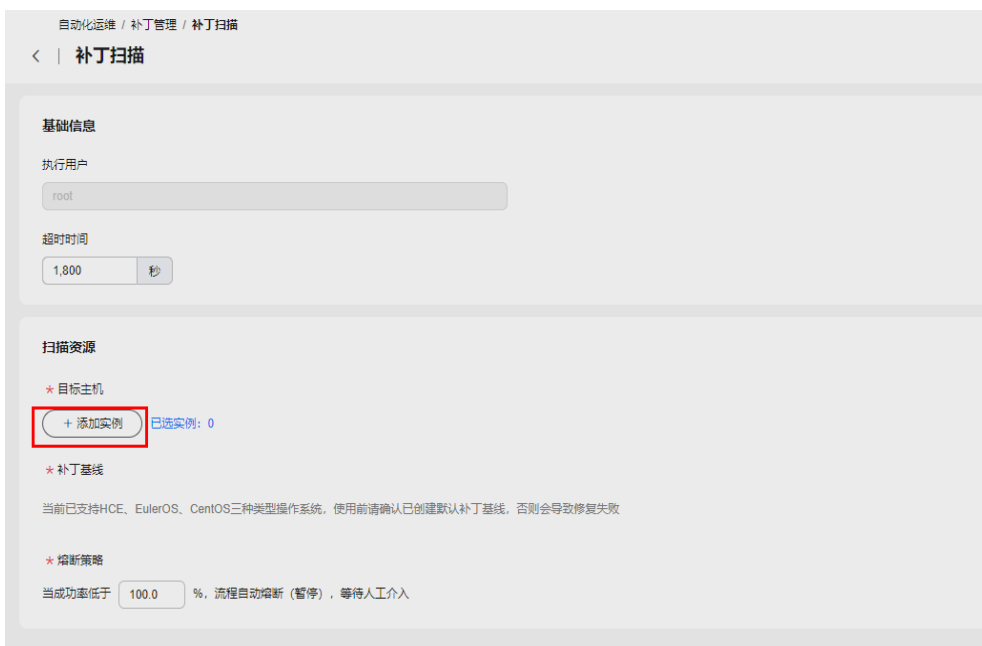 自动化运维 / 补丁管理 / 补丁扫描
< | 补丁扫描
基础信息
执行用户
root
超时时间
1,800 秒
扫描资源
* 目标主机
+ 添加实例 已选实例: 0
* 补丁基线
当前已支持HCE、EulerOS、CentOS三种类型操作系统，使用前请确认已创建默认补丁基线，否则会导致修复失败
* 熔断策略
当成功率低于 100.0 %，流程自动熔断（暂停），等待人工介入